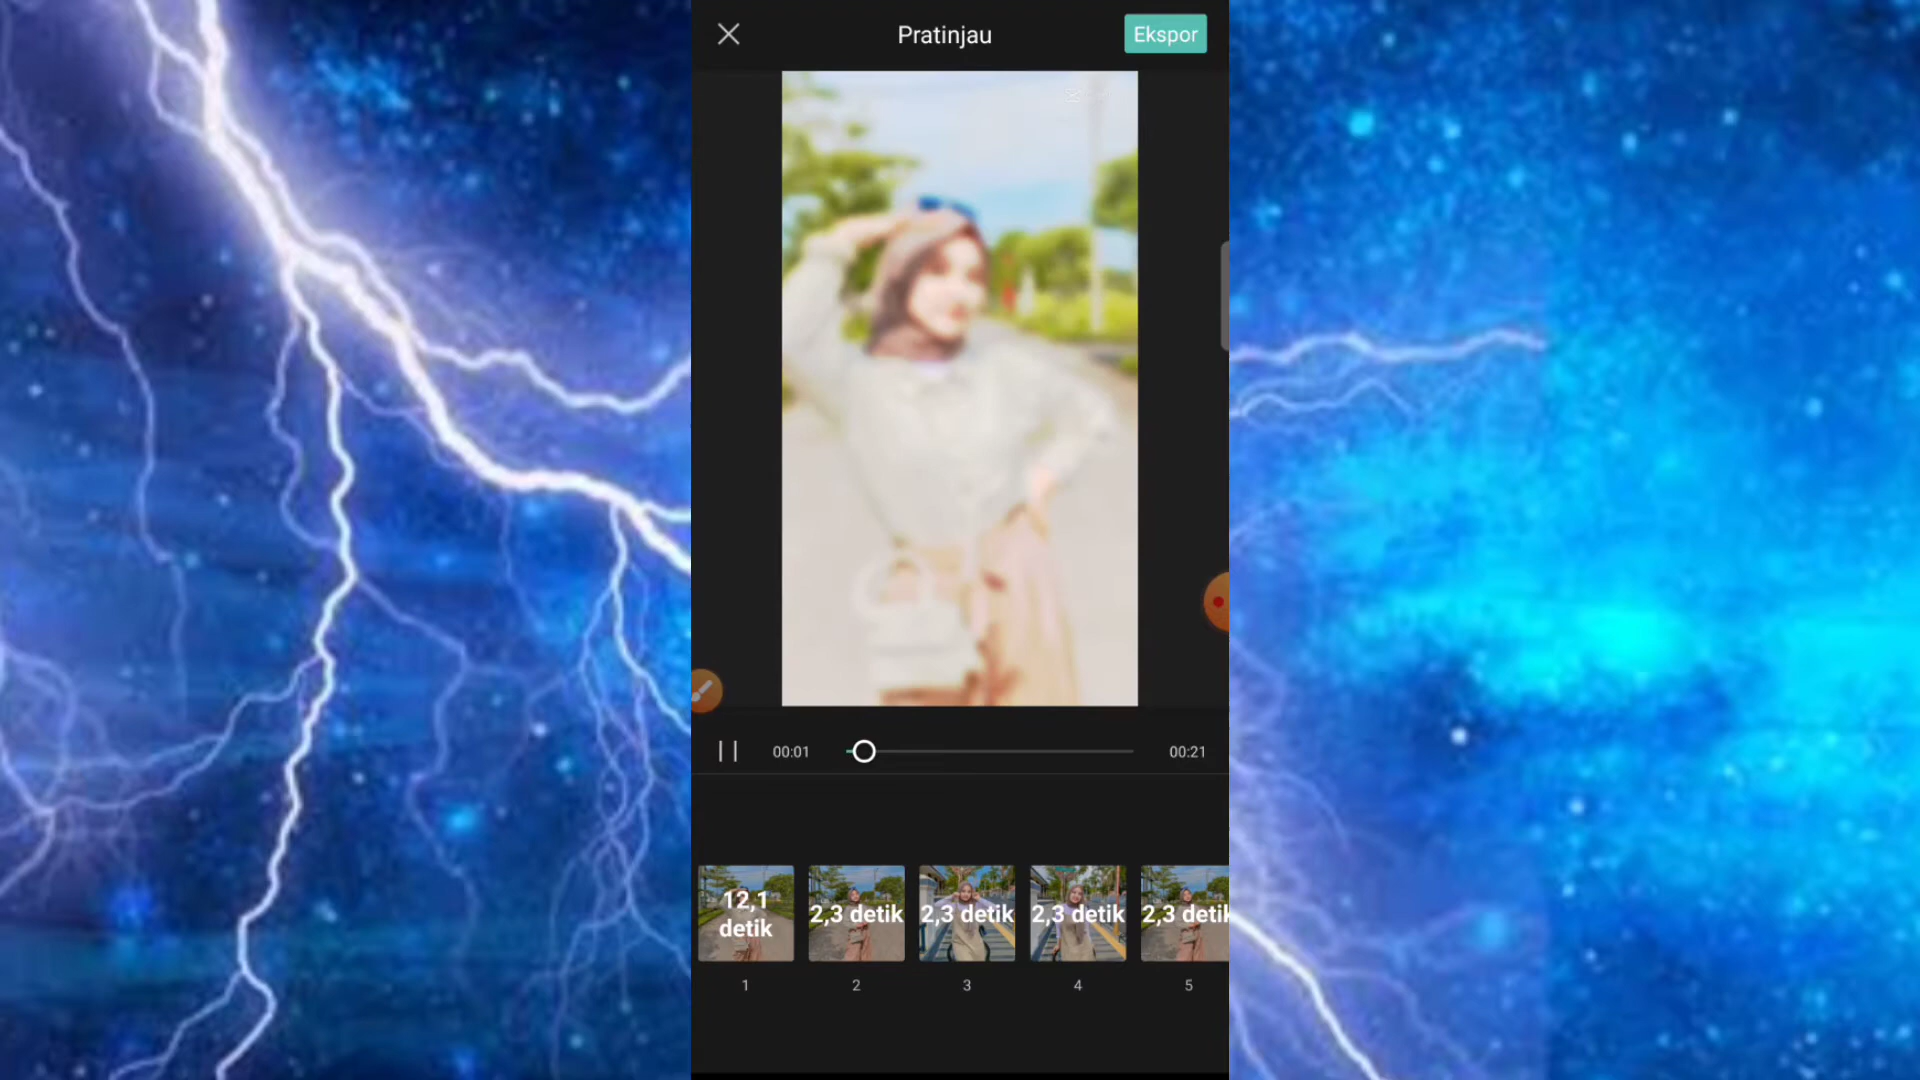 Pratinjau
Ekspor
00:01
00:21
12,1
detik
2,3 detik
2,3 detik
2,3 detik
2,3 detik
1
2
3
4
5